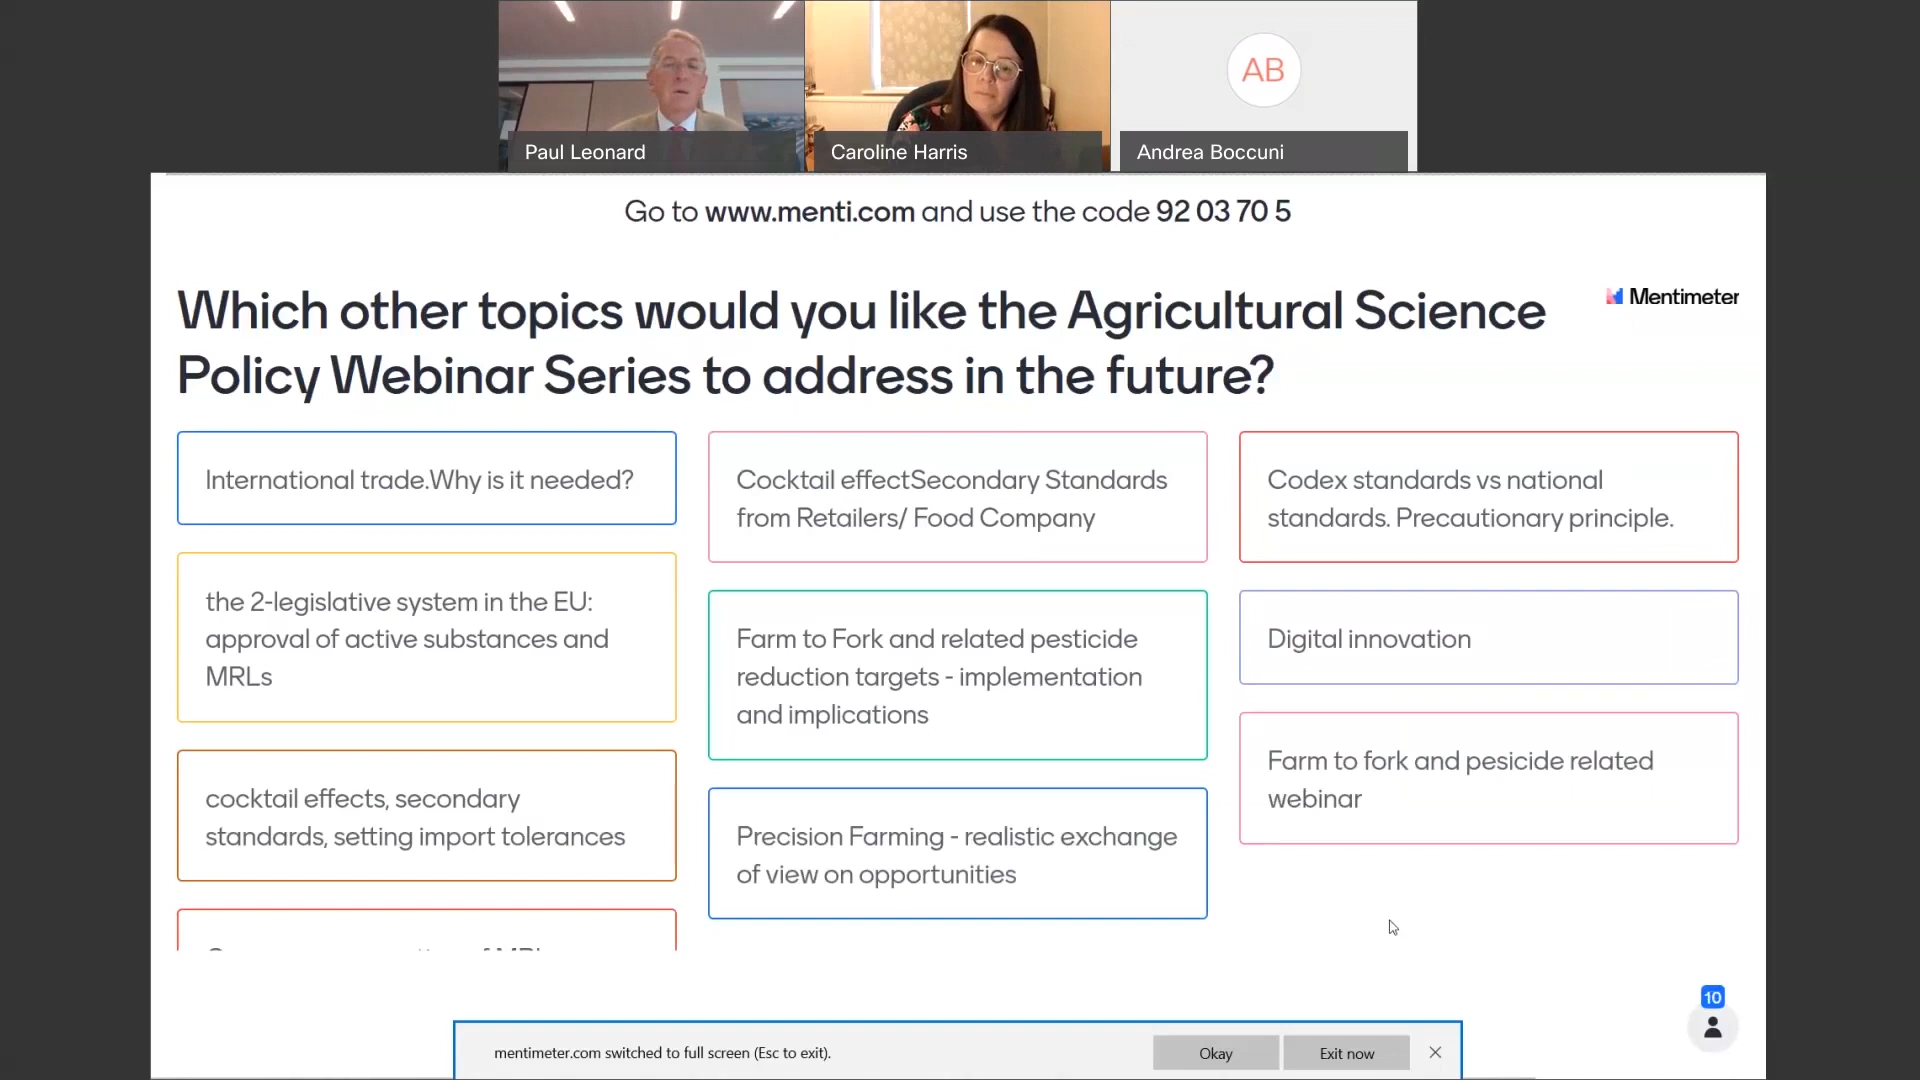 Paul Leonard
Caroline Harris
AB
Andrea Boccuni
Go to www.menti.com and use the code 92 03 70 5
Which other topics would you like the Agricultural Science
Policy Webinar Series to address in the future?
Mentimeter
International trade.Why is it needed?
the 2-legislative system in the EU:
approval of active substances and
MRLs
cocktail effects, secondary
standards, setting import tolerances
Cocktail effectSecondary Standards
from Retailers/ Food Company
Farm to Fork and related pesticide
reduction targets - implementation
and implications
Precision Farming - realistic exchange
of view on opportunities
Codex standards vs national
standards. Precautionary principle.
Digital innovation
Farm to fork and pesicide related
webinar
10
mentimeter.com switched to full screen (Esc to exit).
Okay
Exit now